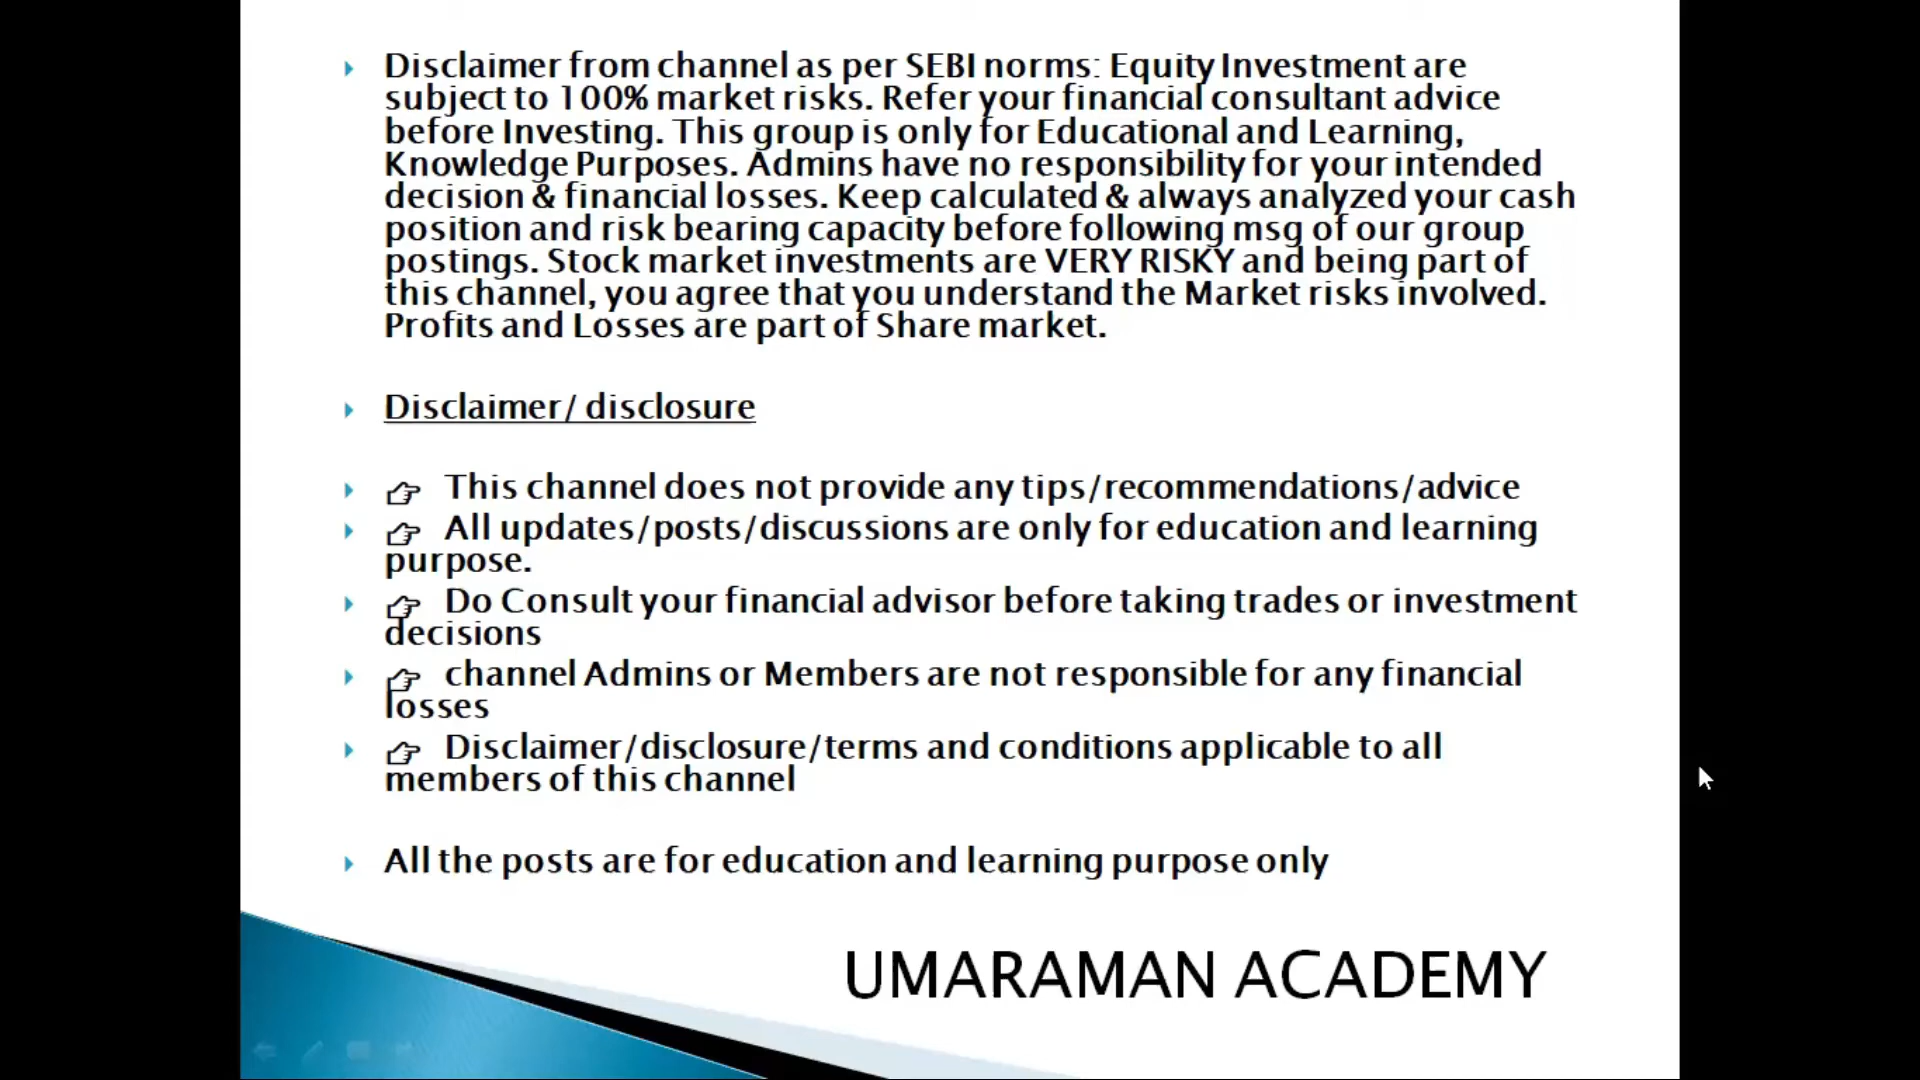 Disclaimer from channel as per SEBI norms: Equity Investment are
subject to 100% market risks. Refer your financial consultant advice
before Investing. This group is only for Educational and Learning,
Knowledge Purposes. Admins have no responsibility for your intended
decision & financial losses. Keep calculated & always analyzed your cash
position and risk bearing capacity before following msg of our group
postings. Stock market investments are VERY RISKY and being part of
this channel, you agree that you understand the Market risks involved.
Profits and Losses are part of Share market.
Disclaimer/ disclosure
This channel does not provide any tips/recommendations/advice
All updates/posts/discussions are only for education and learning
purpose.
Do Consult your financial advisor before taking trades or investment
decisions
channel Admins or Members are not responsible for any financial
losses
Disclaimer/disclosure/terms and conditions applicable to all
members of this channel
All the posts are for education and learning purpose only
UMARAMAN ACADEMY